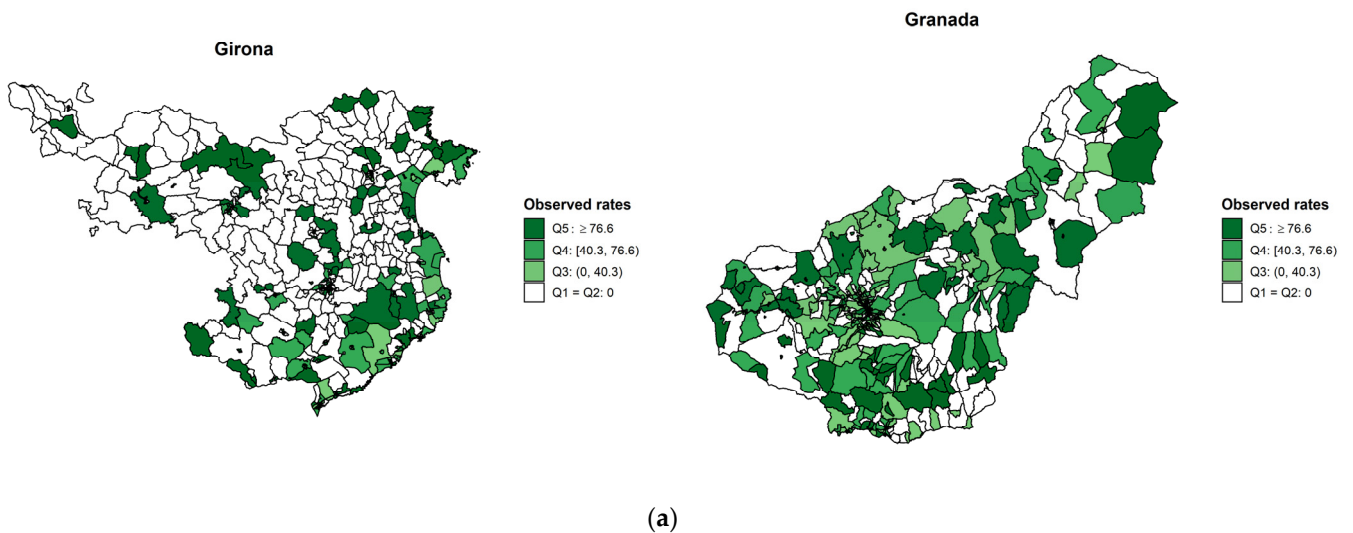 Girona
Observed rates
Q5 : ≥ 76.6
Q4: [40.3, 76.6)
Q3: (0, 40.3)
Q1 = Q2: 0
Granada
Observed rates
Q5 : ≥ 76.6
Q4: [40.3, 76.6)
Q3: (0, 40.3)
Q1 = Q2: 0
(a)